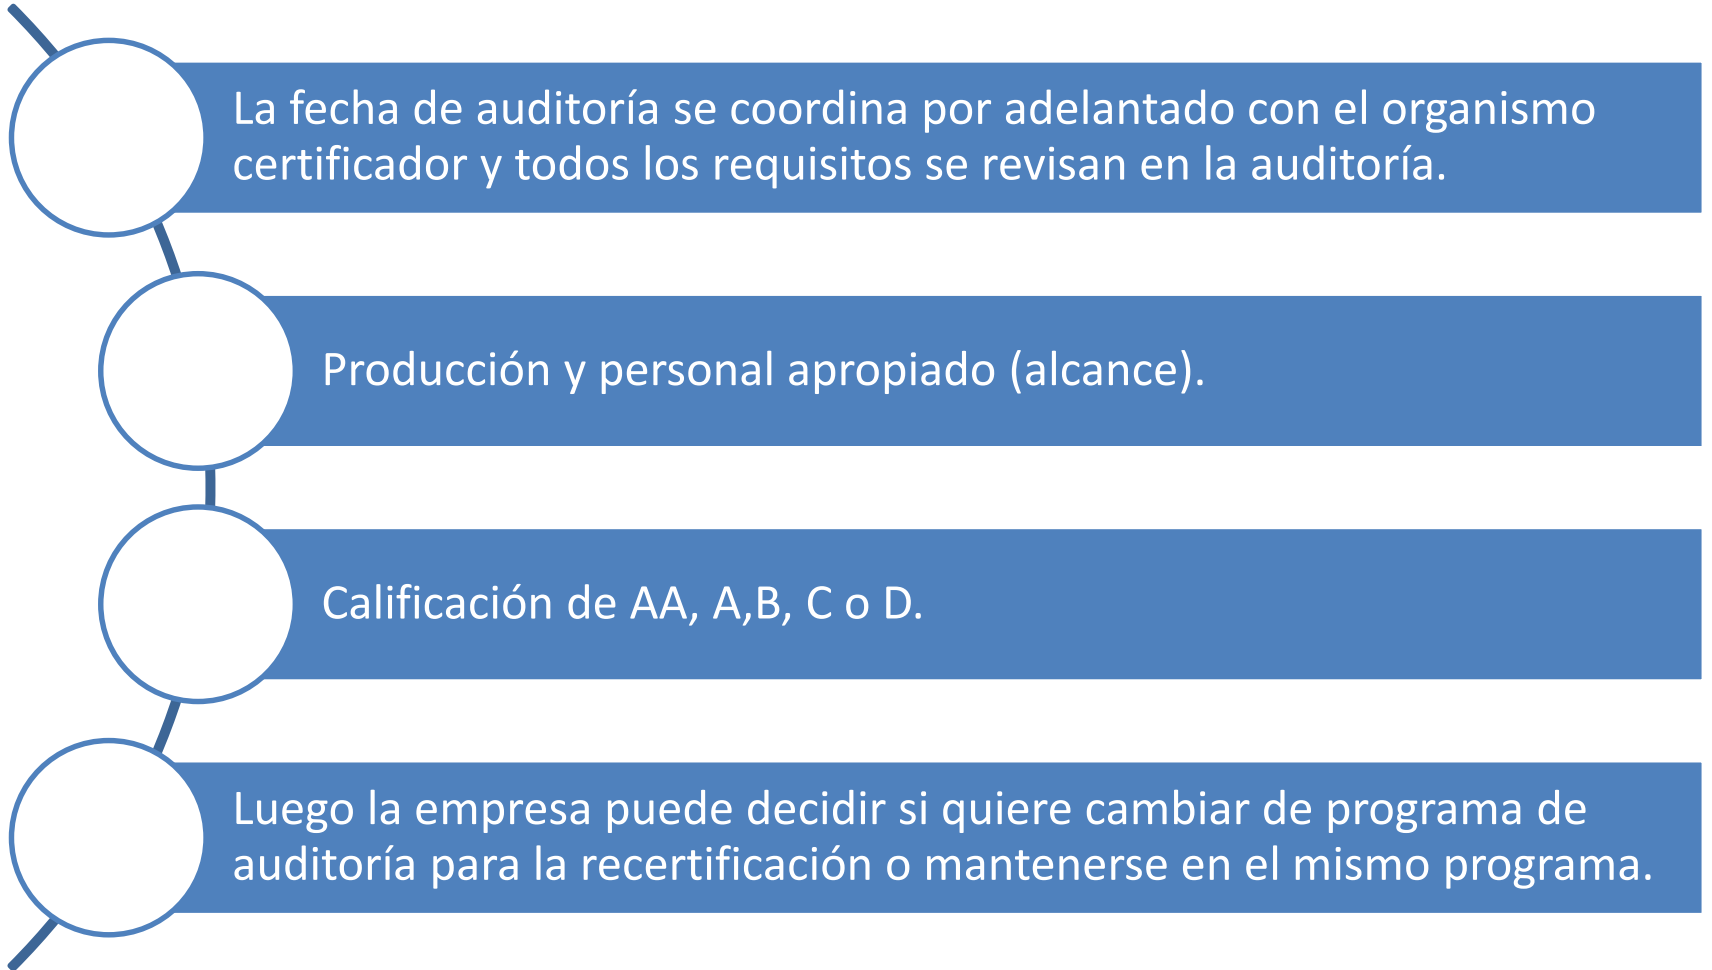 La fecha de auditoría se coordina por adelantado con el organismo
certificador y todos los requisitos se revisan en la auditoría.
Producción y personal apropiado (alcance).
Calificación de AA, A,B, C o D.
Luego la empresa puede decidir si quiere cambiar de programa de
auditoría para la recertificación o mantenerse en el mismo programa.